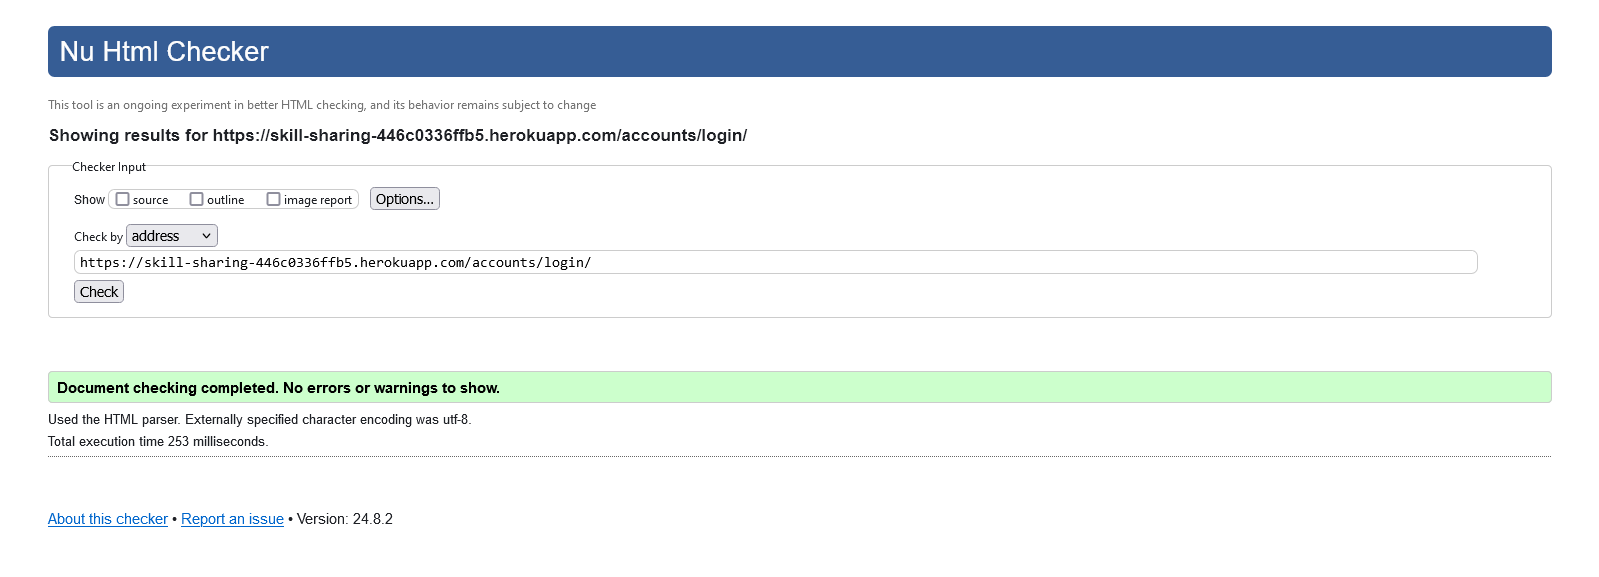 Nu Html Checker
This tool is an ongoing experiment in better HTML checking, and its behavior remains subject to change
Showing results for https://skill-sharing-446c0336ffb5.herokuapp.com/accounts/login/
Checker Input
Show source outline image report Options...
Check by address
https://skill-sharing-446c0336ffb5.herokuapp.com/accounts/login/
Check
Document checking completed. No errors or warnings to show.
Used the HTML parser. Externally specified character encoding was utf-8.
Total execution time 253 milliseconds.
About this checker • Report an issue • Version: 24.8.2